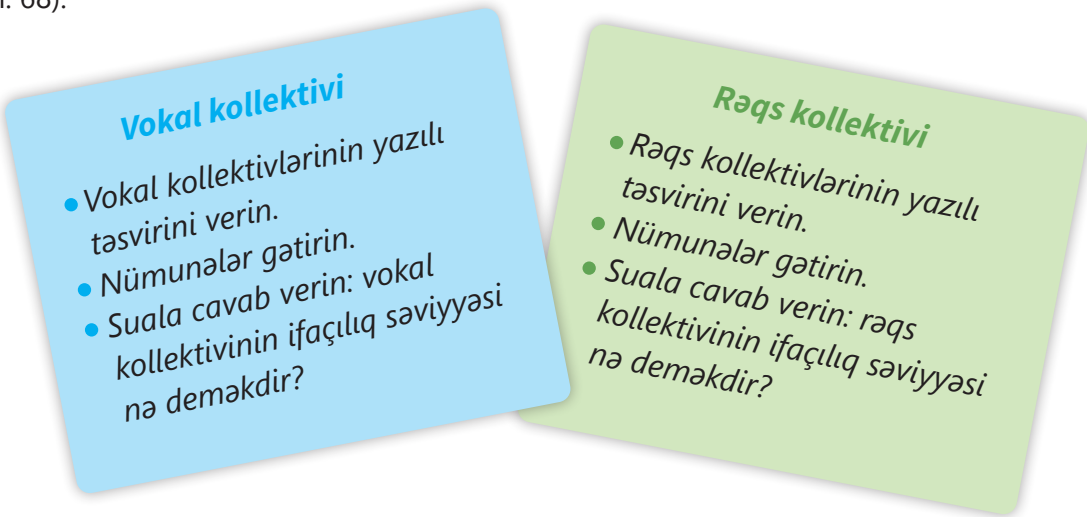 68).
Vokal kollektivi
• Vokal kollektivlərinin yazılı
təsvirini verin.
• Nümunələr gətirin.
• Suala cavab verin: vokal
kollektivinin ifaçılıq səviyyəsi
nə deməkdir?
Rəqs kollektivi
• Rəqs kollektivlərinin yazılı
təsvirini verin.
• Nümunələr gətirin.
• Suala cavab verin: rəqs
kollektivinin ifaçılıq səviyyəsi
nə deməkdir?